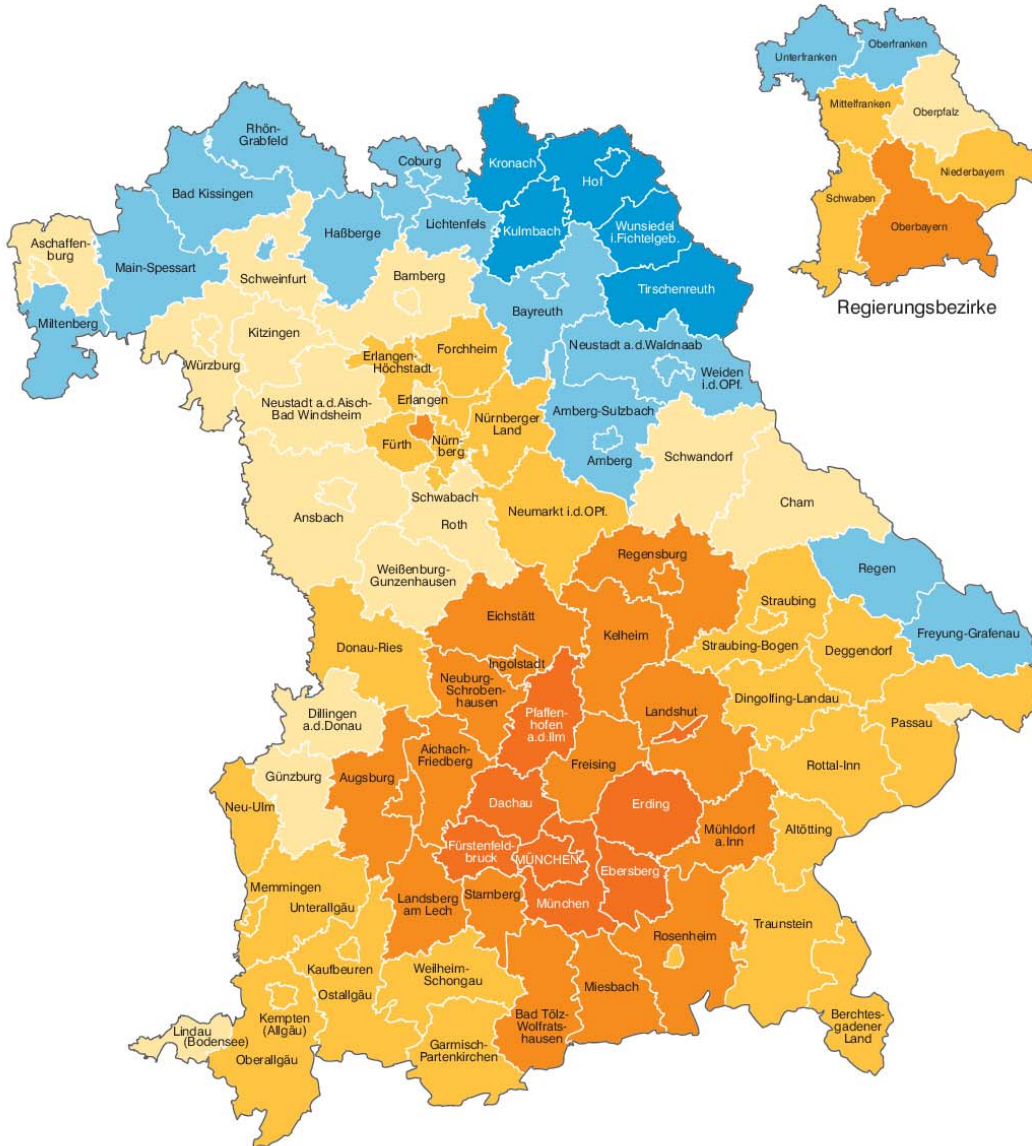 Rhön-
Grabfeld
Coburg
Kronach
Hof
Bad Kissingen
Lichtenfels
Kulmbach
Wunsiedel
i.Fichtelgeb.
Haßberge
Aschaffen-
burg
Main-Spessart
Schweinfurt
Bamberg
Tirschenreuth
Miltenberg
Bayreuth
Kitzingen
Würzburg
Erlangen-
Höchstadt
Forchheim
Neustadt a.d.Waldnaab
Weiden
i.d.OPf.
Neustadt a.d.Aisch-
Bad Windsheim
Erlangen
Nürnberger
Land
Amberg-Sulzbach
Fürth
Nürn-
berg
Amberg
Schwandorf
Schwabach
Ansbach
Roth
Neumarkt i.d.OPf.
Cham
Weißenburg-
Gunzenhausen
Regensburg
Regen
Eichstätt
Straubing
Kelheim
Freyung-Grafenau
Donau-Ries
Straubing-Bogen
Deggendorf
Ingolstadt
Neuburg-
Schroben-
hausen
Dingolfing-Landau
Dillingen
a.d.Donau
Pfaffen-
hofen
a.d.Ilm
Landshut
Passau
Aichach-
Friedberg
Freising
Rottal-Inn
Günzburg
Augsburg
Neu-Ulm
Dachau
Erding
Mühldorf
a.Inn
Altötting
Fürstenfeld-
bruck
MÜNCHEN
Ebersberg
Memmingen
Unterallgäu
Landsberg
am Lech
Starnberg
München
Traunstein
Rosenheim
Kaufbeuren
Ostallgäu
Weilheim-
Schongau
Miesbach
Bad Tölz-
Wolfrats-
hausen
Berchtes-
gadener
Land
Kempten
(Allgäu)
Lindau
(Bodensee)
Oberallgäu
Garmisch-
Partenkirchen
Unterfranken
Oberfranken
Mittelfranken
Oberpfalz
Niederbayern
Schwaben
Oberbayern
Regierungsbezirke